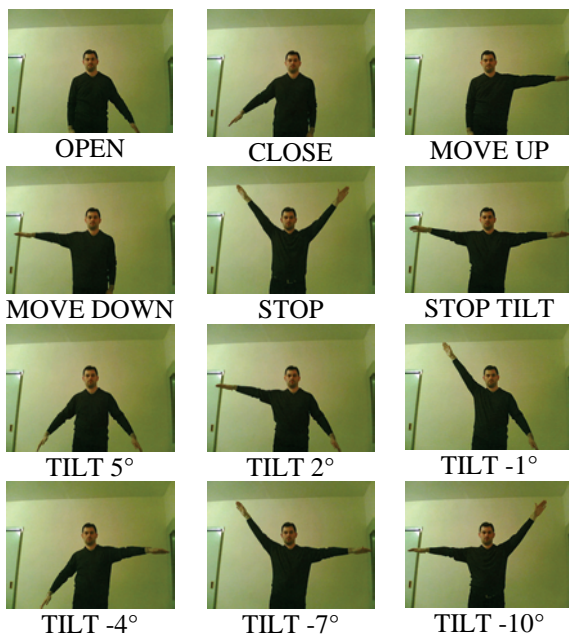 OPEN CLOSE MOVE UP
MOVE DOWN STOP STOP TILT
TILT 5° TILT 2° TILT -1°
TILT -4° TILT -7° TILT -10°